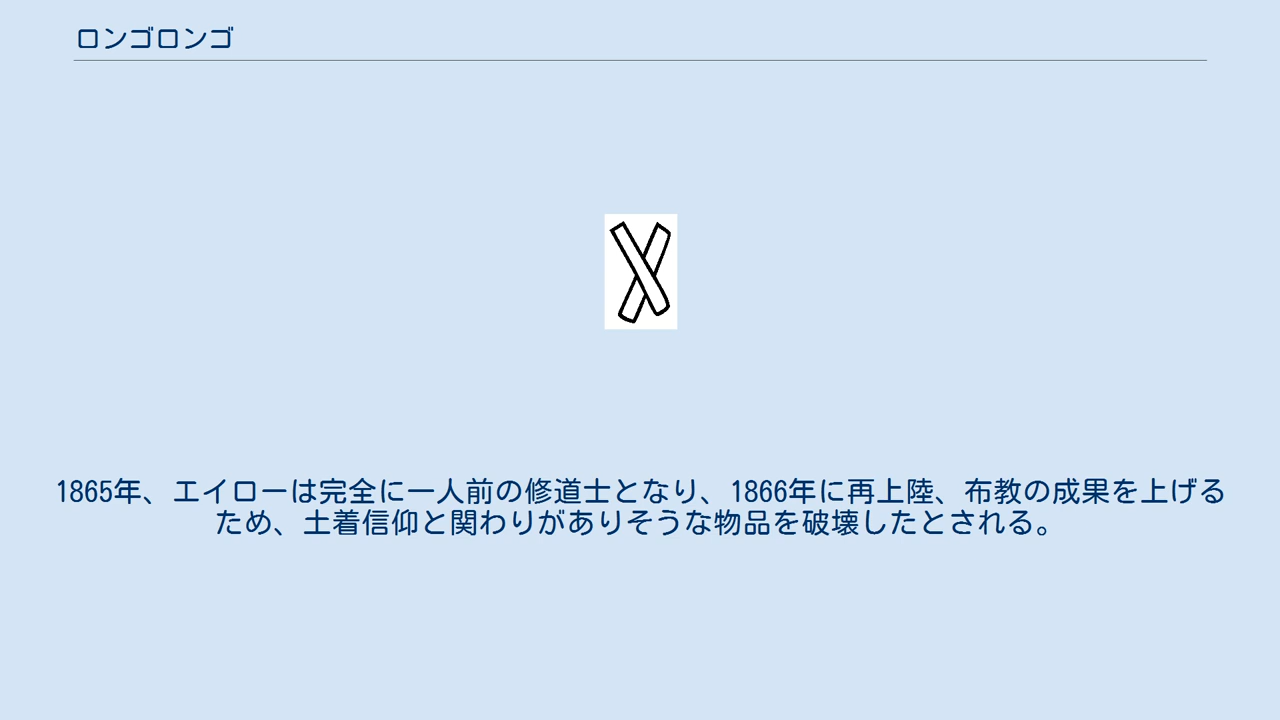 ロンゴロンゴ
1865年、エイローは完全に一人前の修道士となり、1866年に再上陸、布教の成果を上げる
ため、土着信仰と関わりがありそうな物品を破壊したとされる。